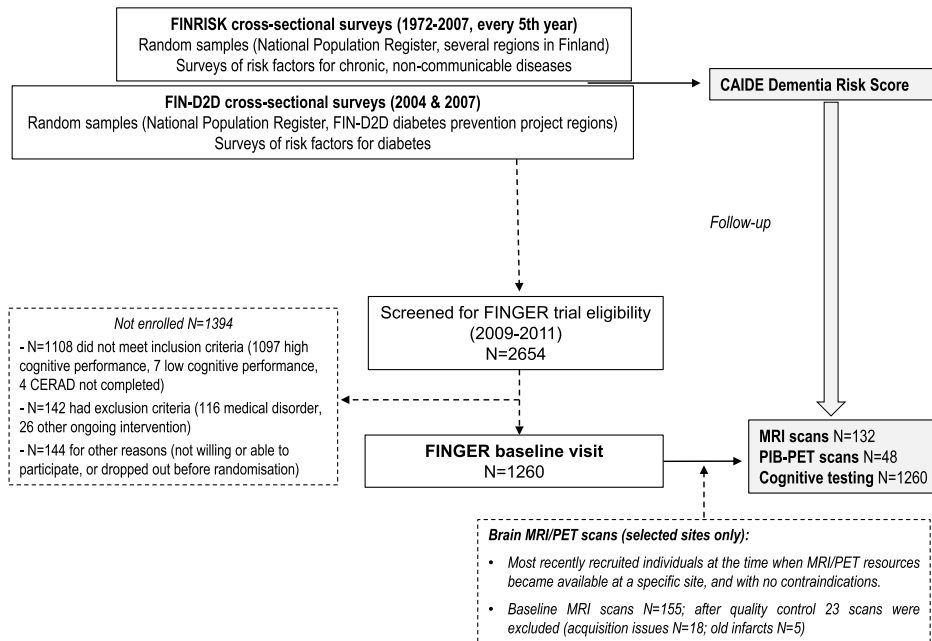 FINRISK cross-sectional surveys (1972-2007, every 5th year)
Random samples (National Population Register, several regions in Finland)
Surveys of risk factors for chronic, non-communicable diseases
FIN-D2D cross-sectional surveys (2004 & 2007)
Random samples (National Population Register, FIN-D2D diabetes prevention project regions)
Surveys of risk factors for diabetes
CAIDE Dementia Risk Score
Follow-up
Screened for FINGER trial eligibility
(2009-2011)
N=2654
Not enrolled N=1394
- N=1108 did not meet inclusion criteria (1097 high
cognitive performance, 7 low cognitive performance,
4 CERAD not completed)
- N=142 had exclusion criteria (116 medical disorder,
26 other ongoing intervention)
- N=144 for other reasons (not willing or able to
participate, or dropped out before randomisation)
FINGER baseline visit
N=1260
MRI scans N=132
PIB-PET scans N=48
Cognitive testing N=1260
Brain MRI/PET scans (selected sites only):
• Most recently recruited individuals at the time when MRI/PET resources
became available at a specific site, and with no contraindications.
• Baseline MRI scans N=155; after quality control 23 scans were
excluded (acquisition issues N=18; old infarcts N=5)